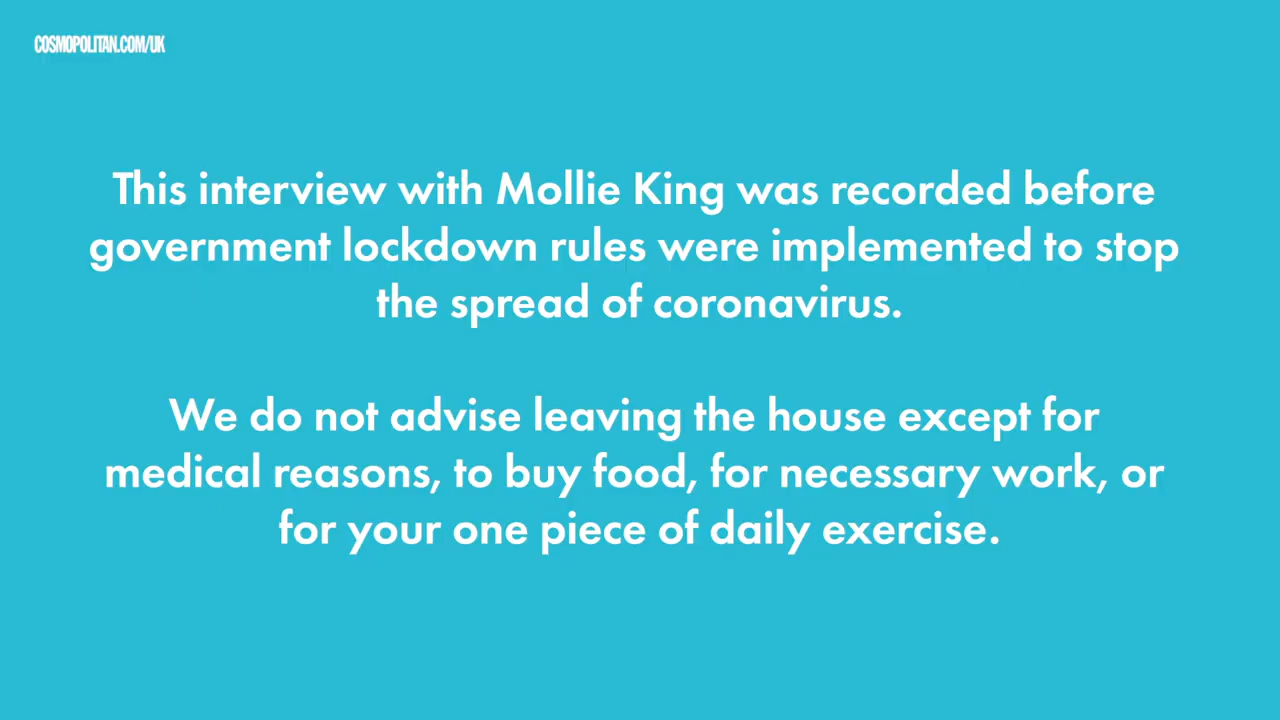 COSMOPOLITAN.COM/UK
This interview with Mollie King was recorded before
government lockdown rules were implemented to stop
the spread of coronavirus.
We do not advise leaving the house except for
medical reasons, to buy food, for necessary work, or
for your one piece of daily exercise.